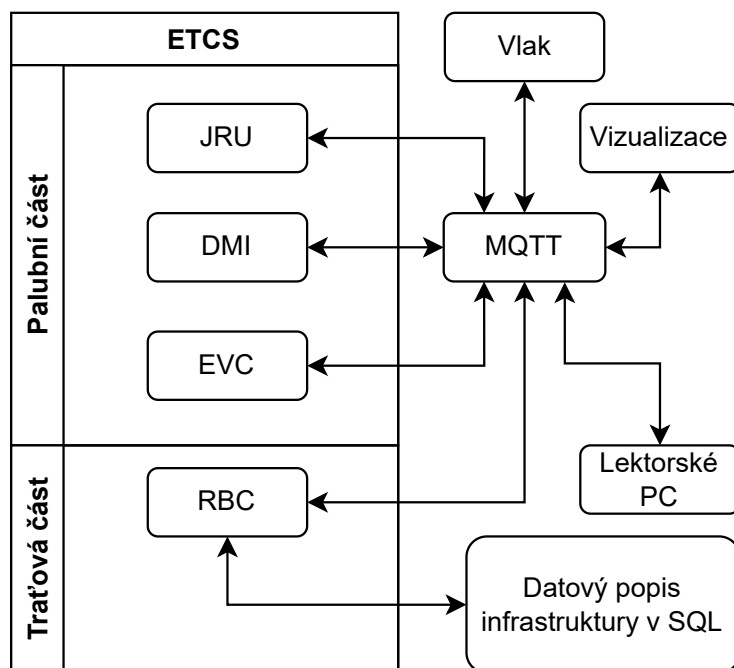 ETCS
Vlak
Palubní část
JRU
Vizualizace
DMI
MQTT
EVC
Traťová část
RBC
Lektorské
PC
Datový popis
infrastruktury v SQL